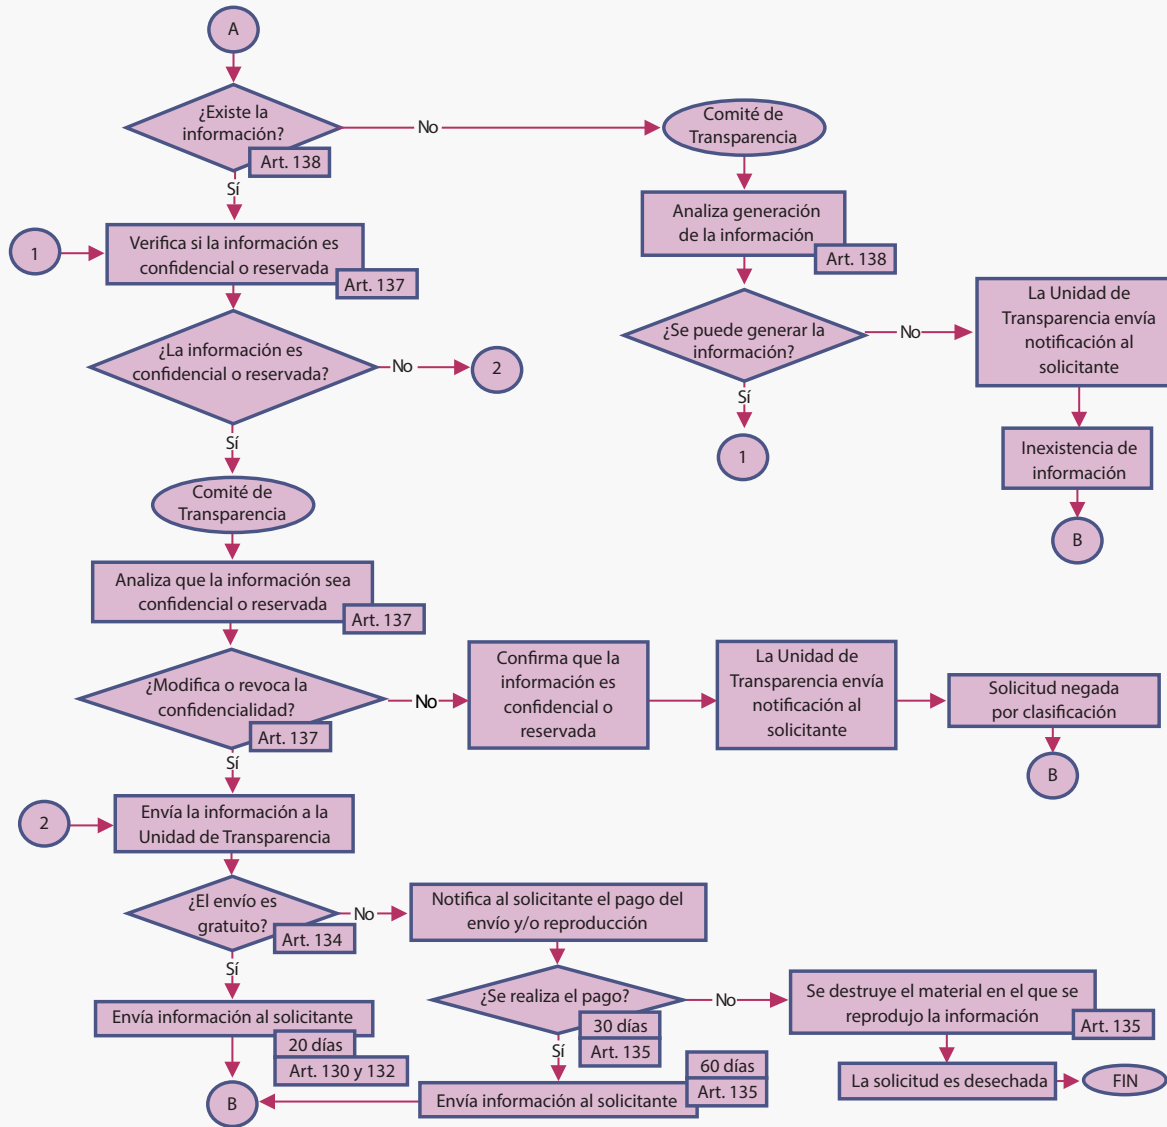 A
¿Existe la
información?
Art. 138
No
Sí
Comité de
Transparencia
Analiza generación
de la información
Art. 138
1
Verifica si la información es
confidencial o reservada
Art. 137
¿Se puede generar la
información?
No
Sí
La Unidad de
Transparencia envía
notificación al
solicitante
¿La información es
confidencial o reservada?
No
2
Sí
1
Inexistencia de
información
B
Comité de
Transparencia
Analiza que la información sea
confidencial o reservada
Art. 137
¿Modifica o revoca la
confidencialidad?
Art. 137
No
Sí
Confirma que la
información es
confidencial o
reservada
La Unidad de
Transparencia envía
notificación al
solicitante
Solicitud negada
por clasificación
B
2
Envía la información a la
Unidad de Transparencia
¿El envío es
gratuito?
Art. 134
No
Sí
Notifica al solicitante el pago del
envío y/o reproducción
¿Se realiza el pago?
30 días
Art. 135
No
Sí
Se destruye el material en el que se
reprodujo la información
Art. 135
Envía información al solicitante
20 días
Art. 130 y 132
60 días
Art. 135
Envía información al solicitante
B
La solicitud es desechada
FIN